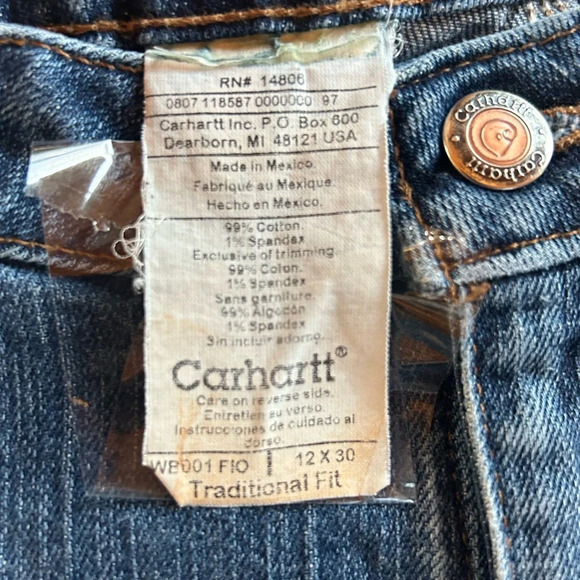 RN# 14806
0807 118587 0000000 97
Carhartt Inc. P.O. Box 600
Dearborn, MI 48121 USA
Made in Mexico.
Fabriqué au Mexique.
Hecho en México.
99% Cotton.
1% Spandex
Exclusive of trimming.
99% Coton.
1% Spandex
Sans garniture.
99% Algodón
1% Spandex
Sin incluir adorno.
Carhartt®
Care on reverse side.
Entretien au verso.
Instrucciones de cuidado al
dorso.
WB001 FIO 12 X 30
Traditional Fit
Carhartt
Carhartt